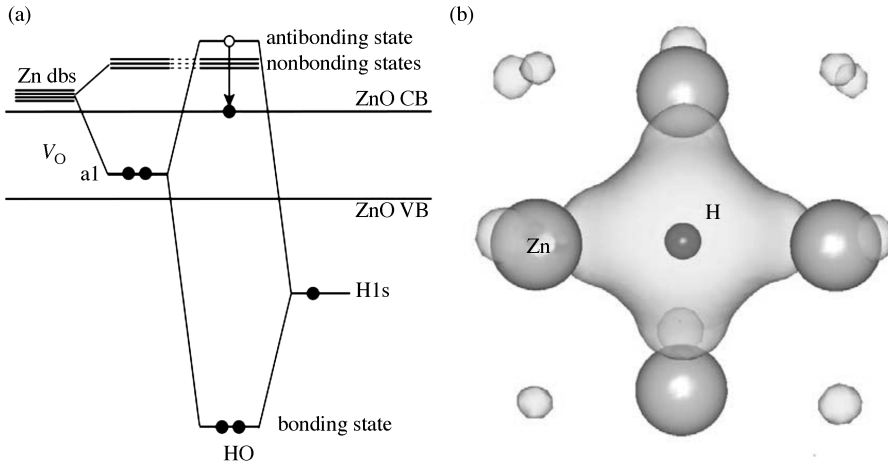 (a)
antibonding state
nonbonding states
Zn dbs
ZnO CB
VO
a1
ZnO VB
H1s
bonding state
HO
(b)
H
Zn